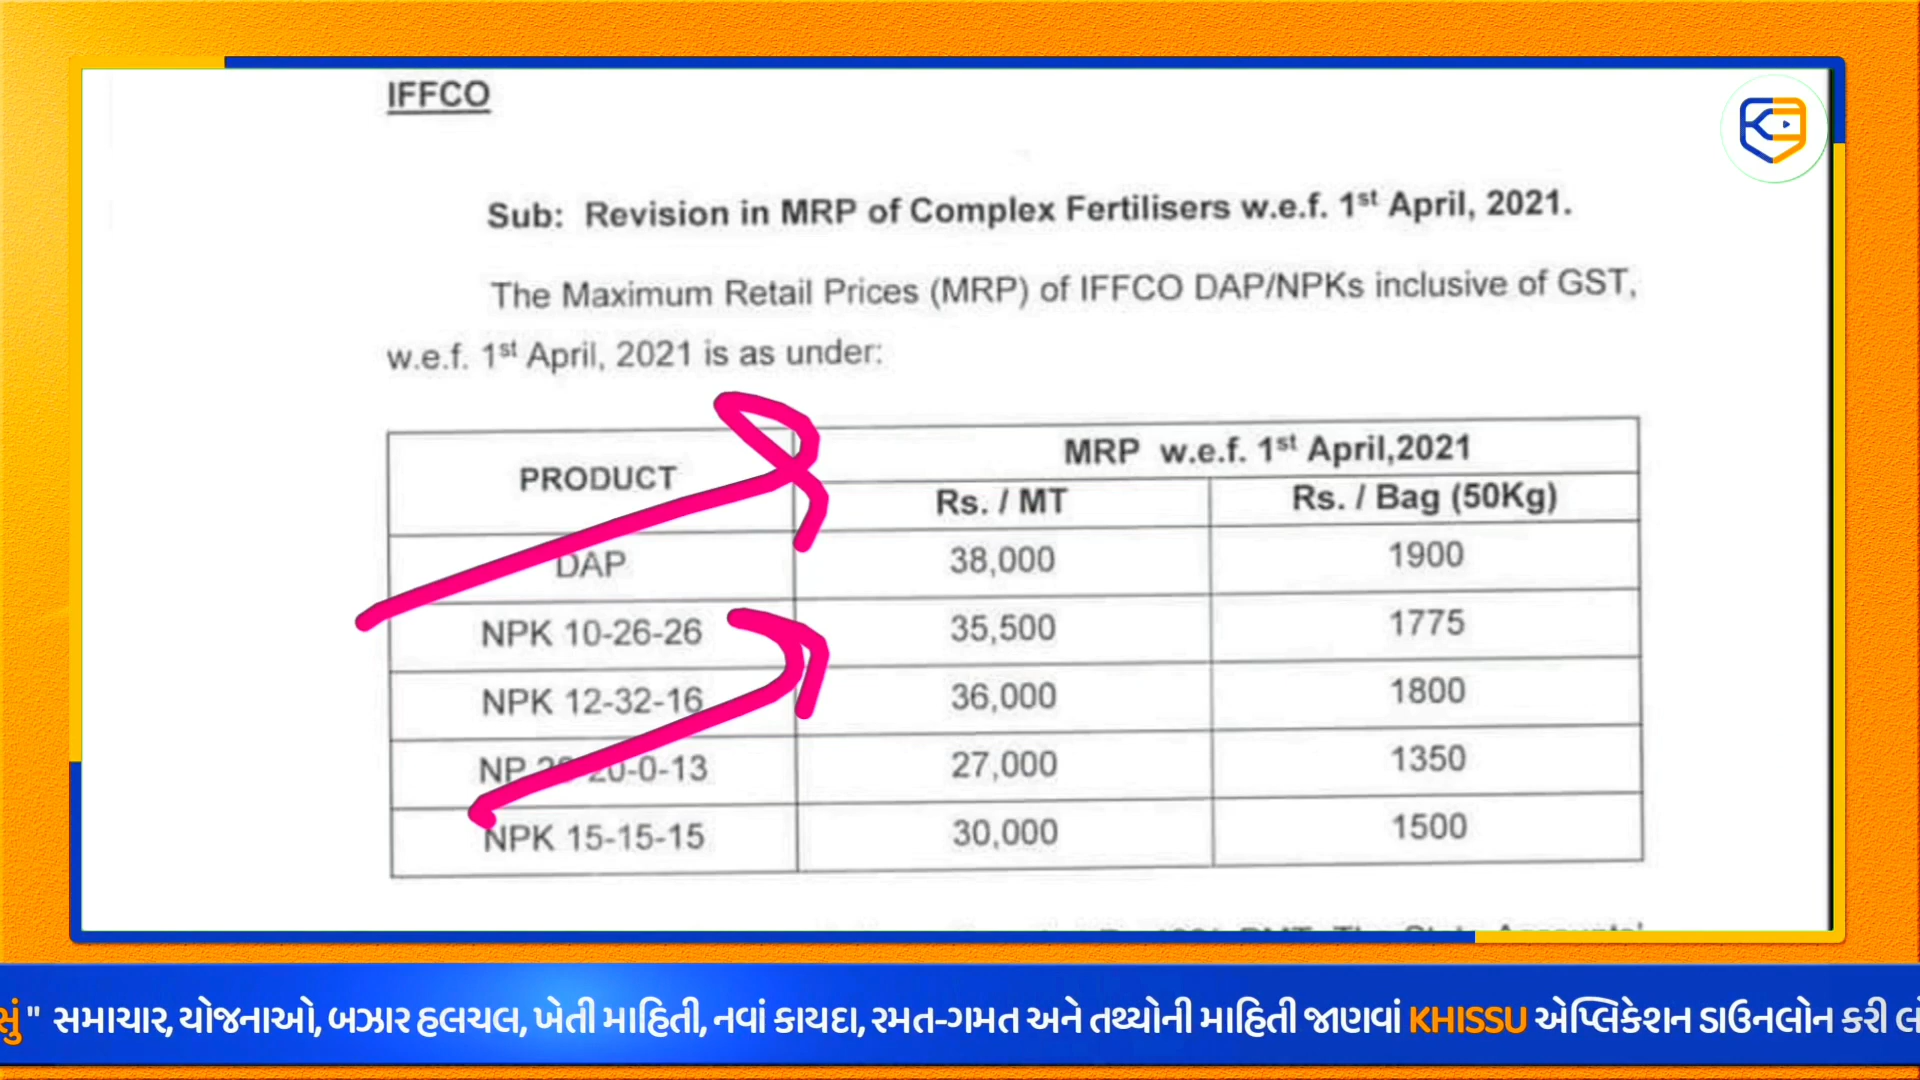 IFFCO
Sub: Revision in MRP of Complex Fertilisers w.e.f. 1st April, 2021.
The Maximum Retail Prices (MRP) of IFFCO DAP/NPKs inclusive of GST,
w.e.f. 1st April, 2021 is as under:
PRODUCT
MRP w.e.f. 1st April,2021
Rs. / MT Rs. / Bag (50Kg)
DAP 38,000 1900
NPK 10-26-26 35,500 1775
NPK 12-32-16 36,000 1800
NP 20-0-13 27,000 1350
NPK 15-15-15 30,000 1500
" સમાચાર, યોજનાઓ, બઝાર હલચલ, ખેતી માહિતી, નવાં કાયદા, રમત-ગમત અને તથ્યોની માહિતી જાણવાં KHISSU એપ્લિકેશન ડાઉનલોન કરી